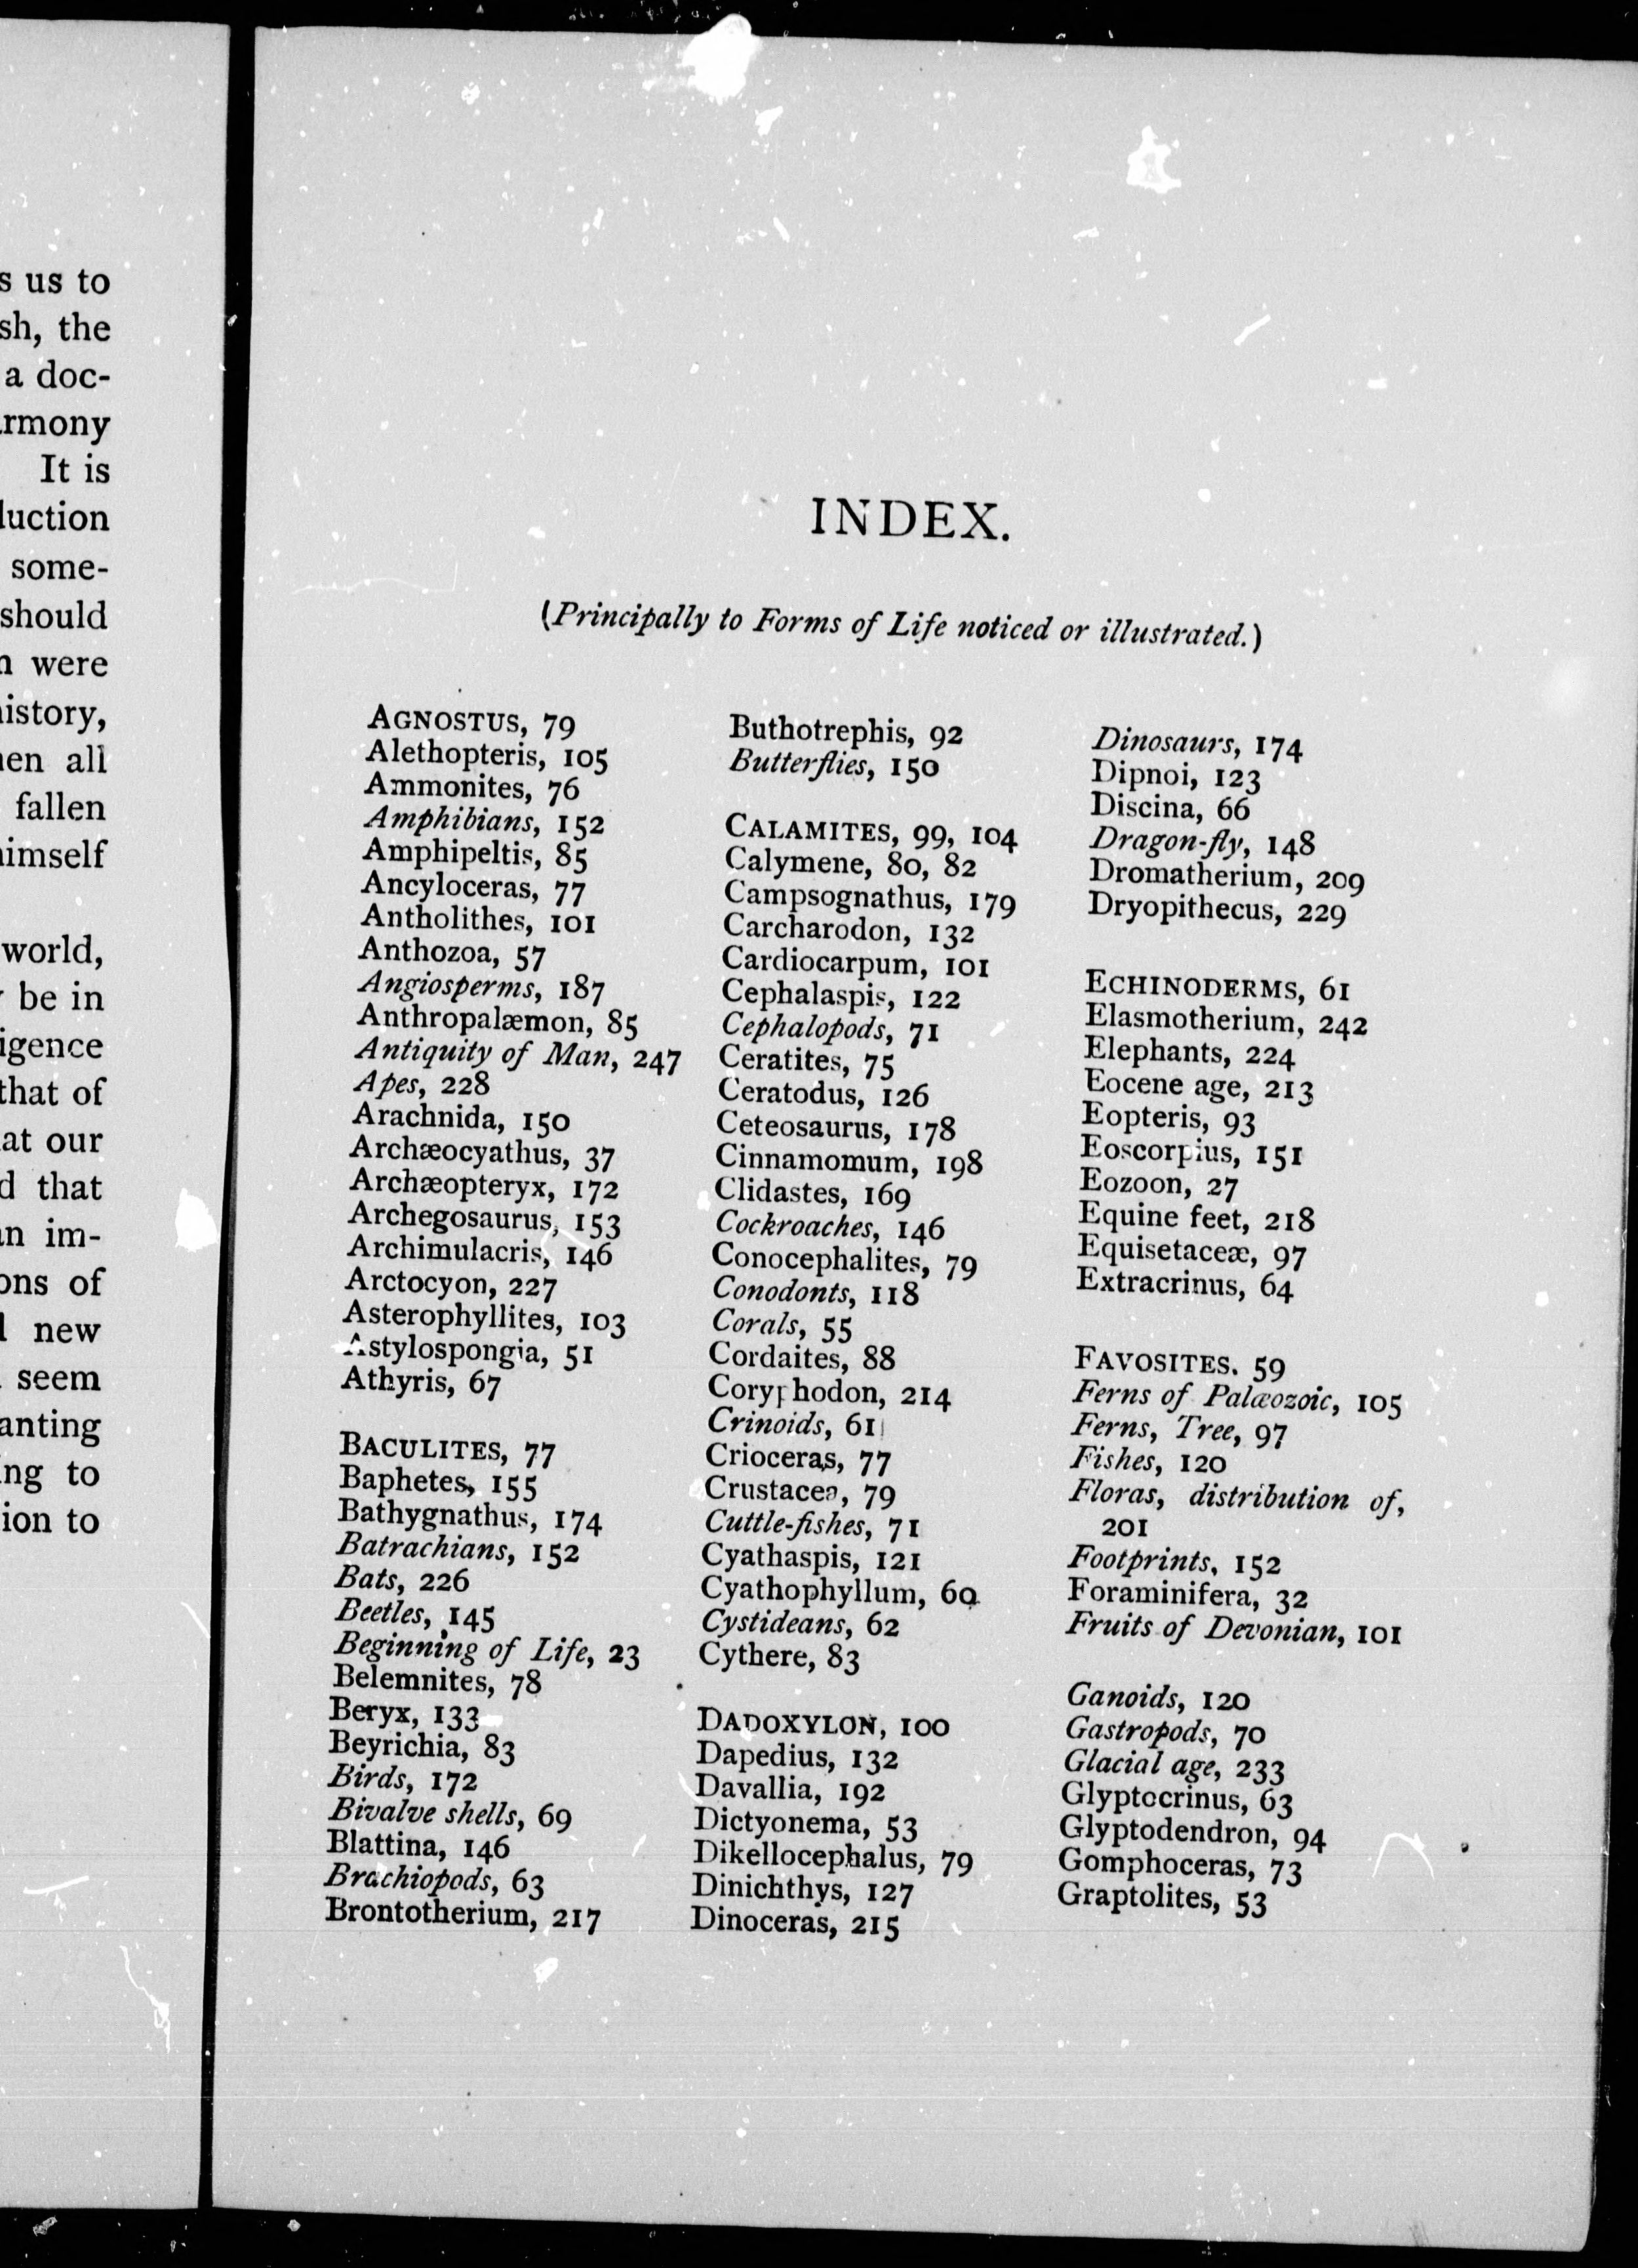 s us to
sh, the
a doc-
rmony
It is
luction
some-
should
n were
istory,
en all
fallen
imself
world,
be in
igence
that of
at our
d that
n im-
ons of
new
seem
anting
ng to
ion to
INDEX.
(Principally to Forms of Life noticed or illustrated.)
AGNOSTUS, 79
Alethopteris, 105
Ammonites, 76
Amphibians, 152
Amphipeltis, 85
Ancyloceras, 77
Antholithes, 101
Anthozoa, 57
Angiosperms, 187
Anthropalæmon, 85
Antiquity of Man, 247
Apes, 228
Arachnida, 150
Archæocyathus, 37
Archæopteryx, 172
Archegosaurus, 153
Archimulacris, 146
Arctocyon, 227
Asterophyllites, 103
Astylospongia, 51
Athyris, 67
BACULITES, 77
Baphetes, 155
Bathygnathus, 174
Batrachians, 152
Bats, 226
Beetles, 145
Beginning of Life, 23
Belemnites, 78
Beryx, 133
Beyrichia, 83
Birds, 172
Bivalve shells, 69
Blattina, 146
Brachiopods, 63
Brontotherium, 217
Buthotrephis, 92
Butterflies, 150
CALAMITES, 99, 104
Calymene, 80, 82
Campsognathus, 179
Carcharodon, 132
Cardiocarpum, 101
Cephalaspis, 122
Cephalopods, 71
Ceratites, 75
Ceratodus, 126
Ceteosaurus, 178
Cinnamomum, 198
Clidastes, 169
Cockroaches, 146
Conocephalites, 79
Conodonts, 118
Corals, 55
Cordaites, 88
Coryphodon, 214
Crinoids, 61
Crioceras, 77
Crustacea, 79
Cuttle-fishes, 71
Cyathaspis, 121
Cyathophyllum, 60
Cystideans, 62
Cythere, 83
DADOXYLON, 100
Dapedius, 132
Davallia, 192
Dictyonema, 53
Dikellocephalus, 79
Dinichthys, 127
Dinoceras, 215
Dinosaurs, 174
Dipnoi, 123
Discina, 66
Dragon-fly, 148
Dromatherium, 209
Dryopithecus, 229
ECHINODERMS, 61
Elasmotherium, 242
Elephants, 224
Eocene age, 213
Eopteris, 93
Eoscorpius, 151
Eozoon, 27
Equine feet, 218
Equisetaceæ, 97
Extracrinus, 64
FAVOSITES. 59
Ferns of Palæozoic, 105
Ferns, Tree, 97
Fishes, 120
Floras, distribution of,
201
Footprints, 152
Foraminifera, 32
Fruits of Devonian, 101
Ganoids, 120
Gastropods, 70
Glacial age, 233
Glyptocrinus, 63
Glyptodendron, 94
Gomphoceras, 73
Graptolites, 53